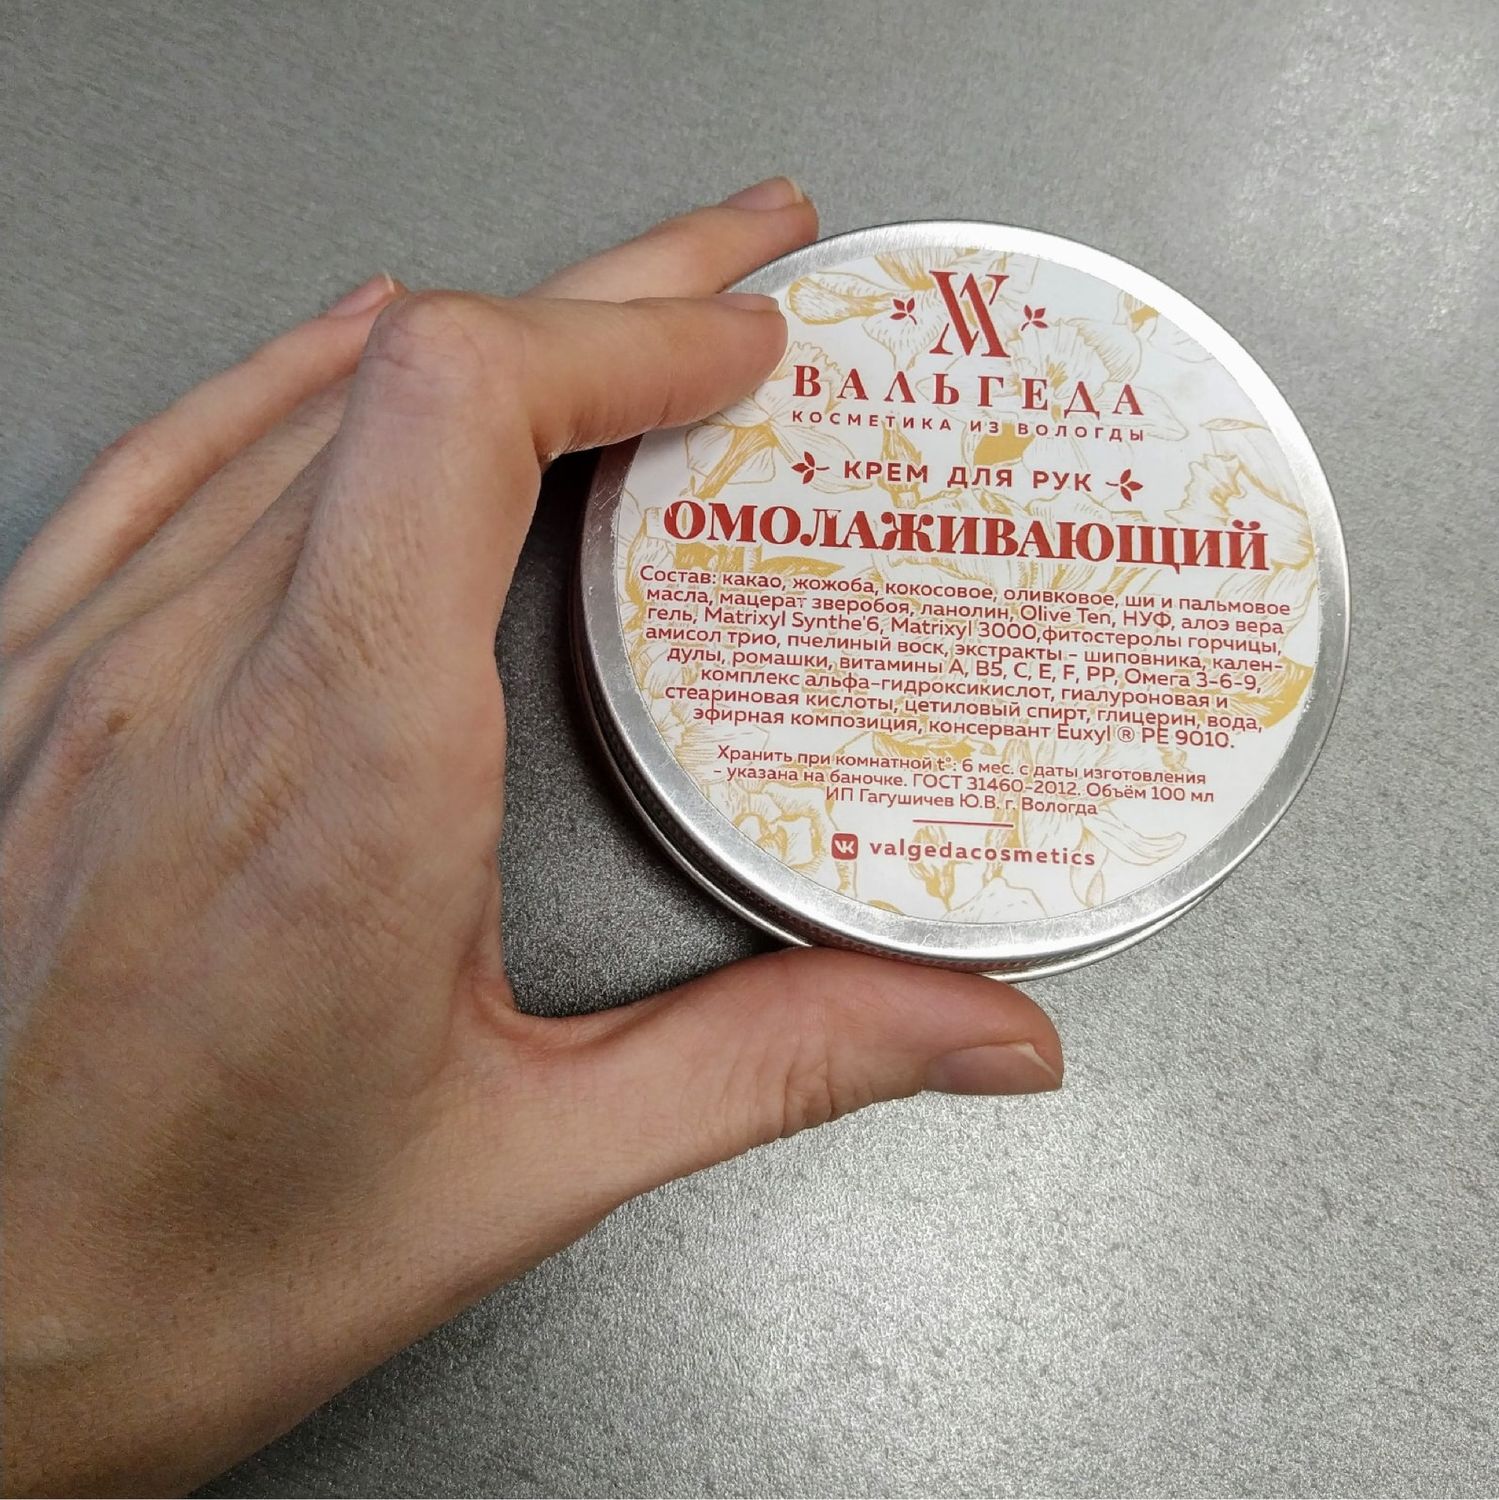 ВАЛЬГЕДА
КОСМЕТИКА ИЗ ВОЛОГДЫ
КРЕМ ДЛЯ РУК
ОМОЛАЖИВАЮЩИЙ
Состав: какао, жожоба, кокосовое, оливковое, ши и пальмовое
масла, мацерат зверобоя, ланолин, Olive Ten, НУФ, алоэ вера
гель, Matrixyl Synthe'6, Matrixyl 3000,фитостеролы горчицы,
амисол трио, пчелиный воск, экстракты - шиповника, кален-
дулы, ромашки, витамины А, В5, С, Е, F, РР, Омега 3-6-9,
комплекс альфа-гидроксикислот, гиалуроновая и
стеариновая кислоты, цетиловый спирт, глицерин, вода,
эфирная композиция, консервант Euxyl ® PE 9010.
Хранить при комнатной t°: 6 мес. с даты изготовления
- указана на баночке. ГОСТ 31460-2012. Объём 100 мл
ИП Гагушичев Ю.В. г. Вологда
valgedacosmetics